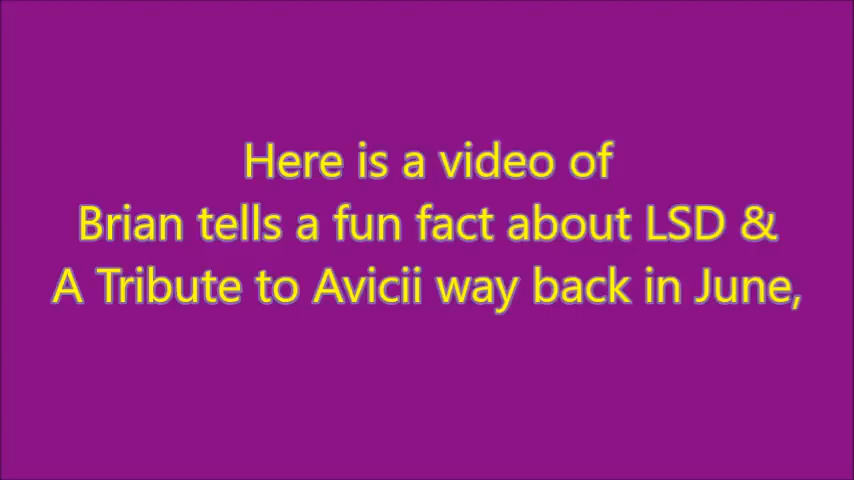 Here is a video of
Brian tells a fun fact about LSD &
A Tribute to Avicii way back in June,